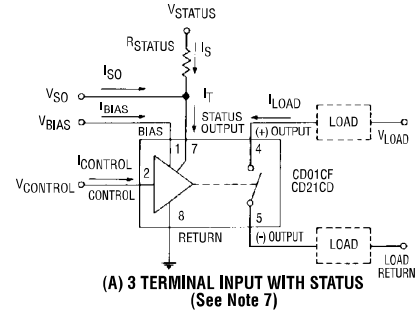 VSTATUS
RSTATUS
IS
ISO
VSO
IT
IBIAS
STATUS OUTPUT
ILOAD
LOAD
VBIAS
BIAS
(+) OUTPUT
VLOAD
1 7
4
ICONTROL
CD01CF
CD21CD
VCONTROL
2
CONTROL
8
5
RETURN
(–) OUTPUT
LOAD
LOAD RETURN
(A) 3 TERMINAL INPUT WITH STATUS
(See Note 7)